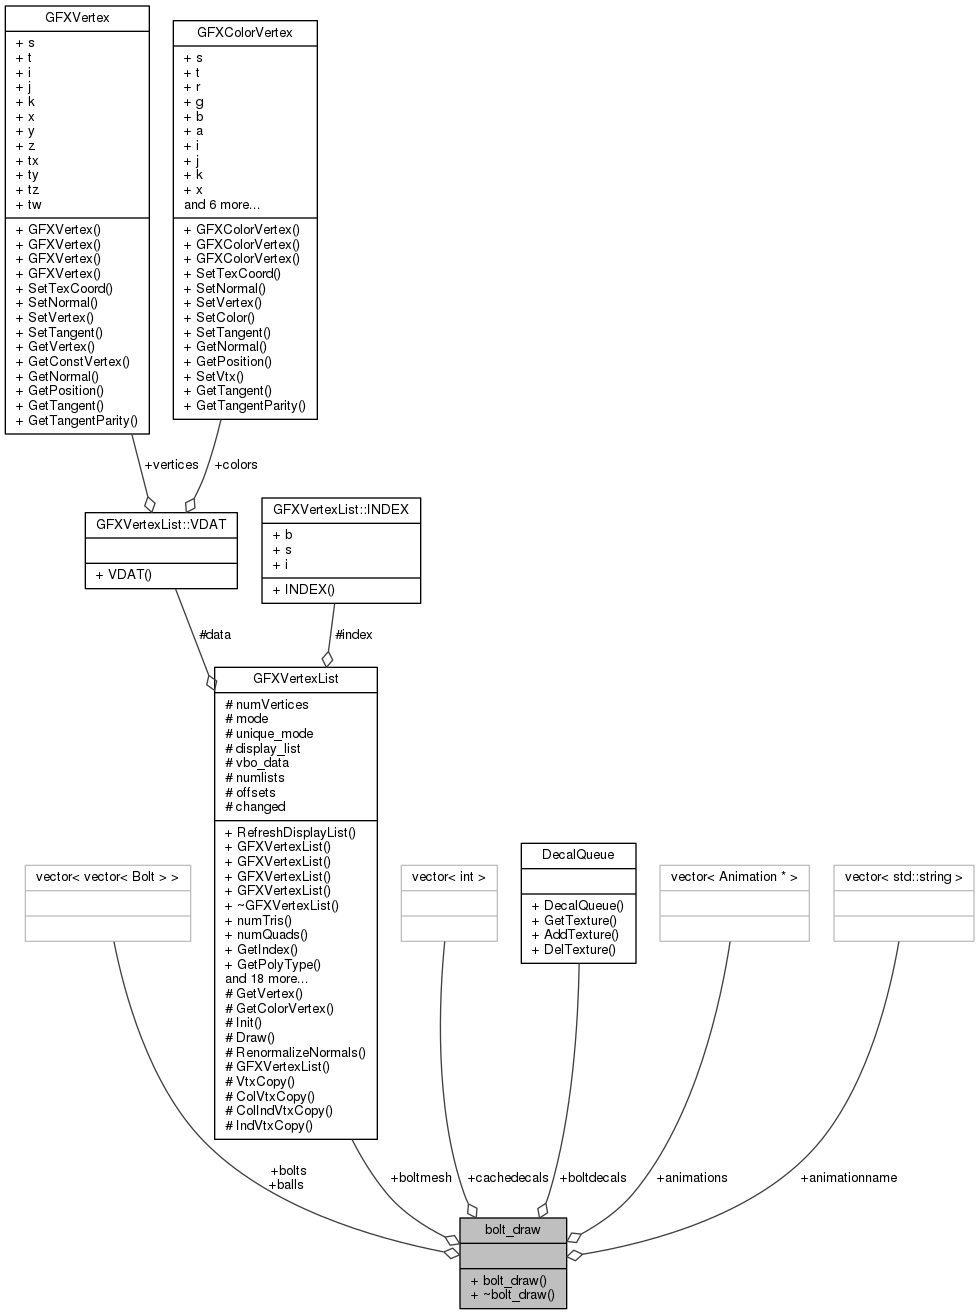 GFXVertex
+ s
+ t
+ i
+ j
+ k
+ x
+ y
+ z
+ tx
+ ty
+ tz
+ tw
+ GFXVertex()
+ GFXVertex()
+ GFXVertex()
+ GFXVertex()
+ SetTexCoord()
+ SetNormal()
+ SetVertex()
+ SetTangent()
+ GetVertex()
+ GetConstVertex()
+ GetNormal()
+ GetPosition()
+ GetTangent()
+ GetTangentParity()
GFXColorVertex
+ s
+ t
+ r
+ g
+ b
+ a
+ i
+ j
+ k
+ x
and 6 more...
+ GFXColorVertex()
+ GFXColorVertex()
+ GFXColorVertex()
+ SetTexCoord()
+ SetNormal()
+ SetVertex()
+ SetColor()
+ SetTangent()
+ GetNormal()
+ GetPosition()
+ SetVtx()
+ GetTangent()
+ GetTangentParity()
+vertices
+colors
GFXVertexList::VDAT
+ VDAT()
GFXVertexList::INDEX
+ b
+ s
+ i
+ INDEX()
#data
#index
GFXVertexList
# numVertices
# mode
# unique_mode
# display_list
# vbo_data
# numlists
# offsets
# changed
+ RefreshDisplayList()
+ GFXVertexList()
+ GFXVertexList()
+ GFXVertexList()
+ GFXVertexList()
+ ~GFXVertexList()
+ numTris()
+ numQuads()
+ GetIndex()
+ GetPolyType()
and 18 more...
# GetVertex()
# GetColorVertex()
# Init()
# Draw()
# RenormalizeNormals()
# GFXVertexList()
# VtxCopy()
# ColVtxCopy()
# ColIndVtxCopy()
# IndVtxCopy()
vector< vector< Bolt > >
vector< int >
DecalQueue
+ DecalQueue()
+ GetTexture()
+ AddTexture()
+ DelTexture()
vector< Animation * >
vector< std::string >
+bolts
+balls
+boltmesh
+cachedecals
+boltdecals
+animations
+animationname
bolt_draw
+ bolt_draw()
+ ~bolt_draw()